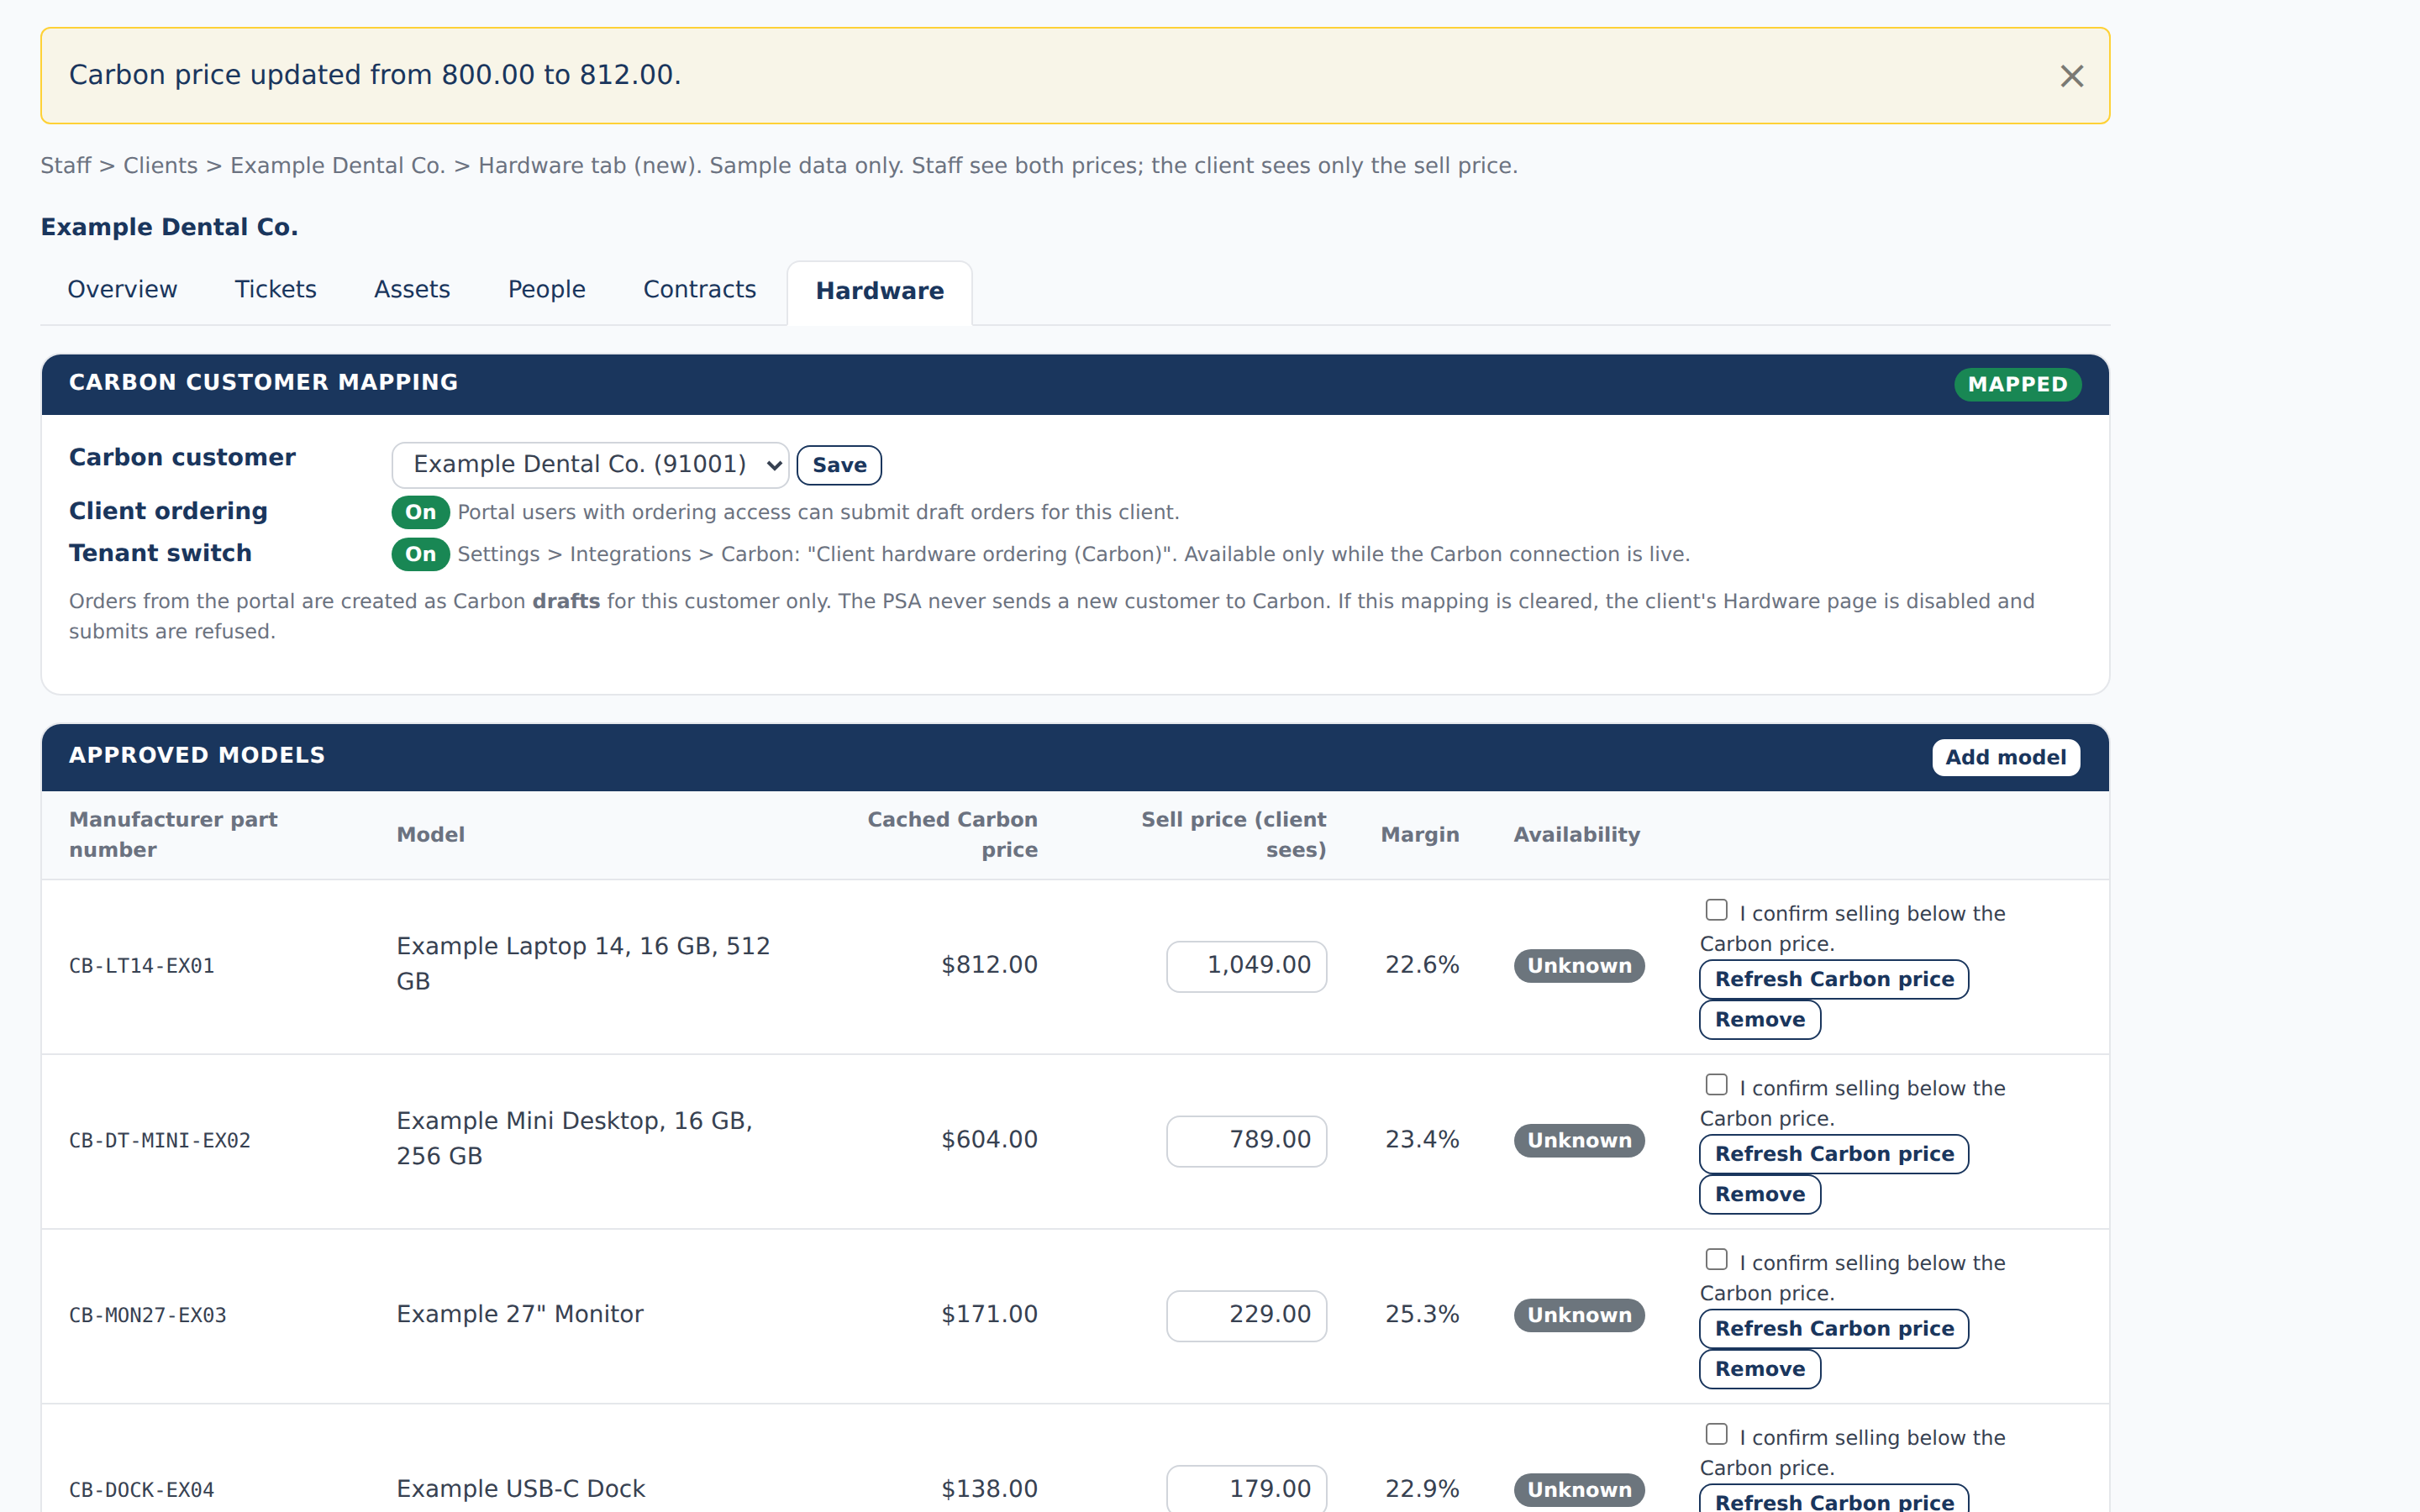 Carbon price updated from 800.00 to 812.00.
Staff > Clients > Example Dental Co. > Hardware tab (new). Sample data only. Staff see both prices; the client sees only the sell price.
Example Dental Co.
Overview Tickets Assets People Contracts Hardware
CARBON CUSTOMER MAPPING MAPPED
Carbon customer Example Dental Co. (91001) Save
Client ordering On Portal users with ordering access can submit draft orders for this client.
Tenant switch On Settings > Integrations > Carbon: "Client hardware ordering (Carbon)". Available only while the Carbon connection is live.
Orders from the portal are created as Carbon drafts for this customer only. The PSA never sends a new customer to Carbon. If this mapping is cleared, the client's Hardware page is disabled and
submits are refused.
APPROVED MODELS Add model
Manufacturer part number Model Cached Carbon price Sell price (client sees) Margin Availability
CB-LT14-EX01 Example Laptop 14, 16 GB, 512 GB $812.00 1,049.00 22.6% Unknown
I confirm selling below the
Carbon price.
Refresh Carbon price
Remove
CB-DT-MINI-EX02 Example Mini Desktop, 16 GB, 256 GB $604.00 789.00 23.4% Unknown
I confirm selling below the
Carbon price.
Refresh Carbon price
Remove
CB-MON27-EX03 Example 27" Monitor $171.00 229.00 25.3% Unknown
I confirm selling below the
Carbon price.
Refresh Carbon price
Remove
CB-DOCK-EX04 Example USB-C Dock $138.00 179.00 22.9% Unknown
I confirm selling below the
Carbon price.
Refresh Carbon price